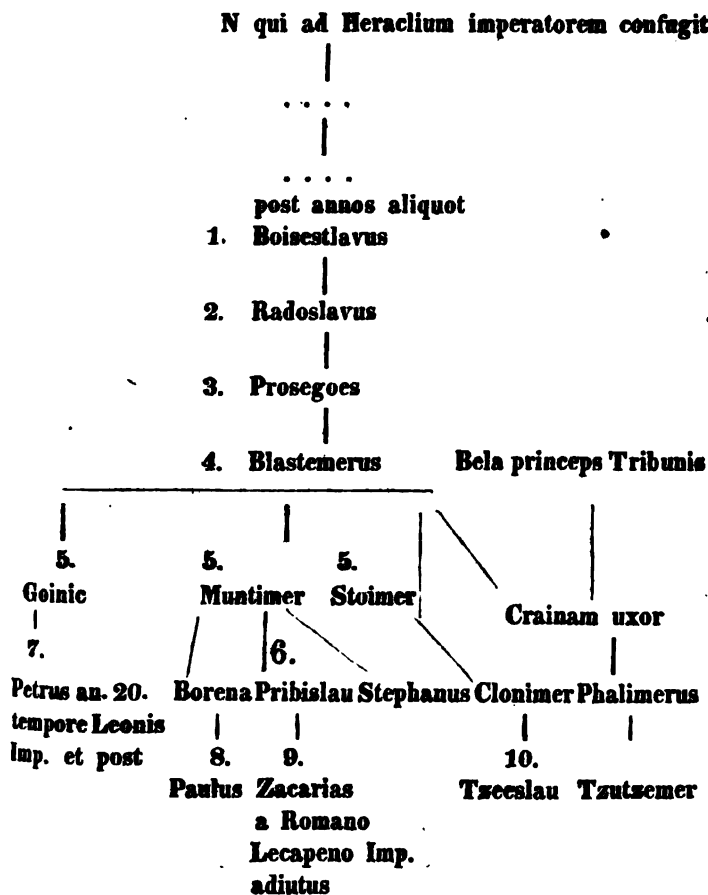 N qui ad Heraclium imperatorem confugit
. . . .
. . . .
post annos aliquot
1. Boisestlavus
2. Radoslavus
3. Prosegoes
4. Blastemerus Bela princeps Tribunis
5. 5. 5.
Goinic Muntimer Stoimer
Crainam uxor
7. 6.
Petrus an. 20. Borena Pribislau Stephanus Clonimer Phalimerus
tempore Leonis
Imp. et post 8. 9. 10.
Paulus Zacarias Tzeeslau Tzutzemer
a Romano
Lecapeno Imp.
adiutus